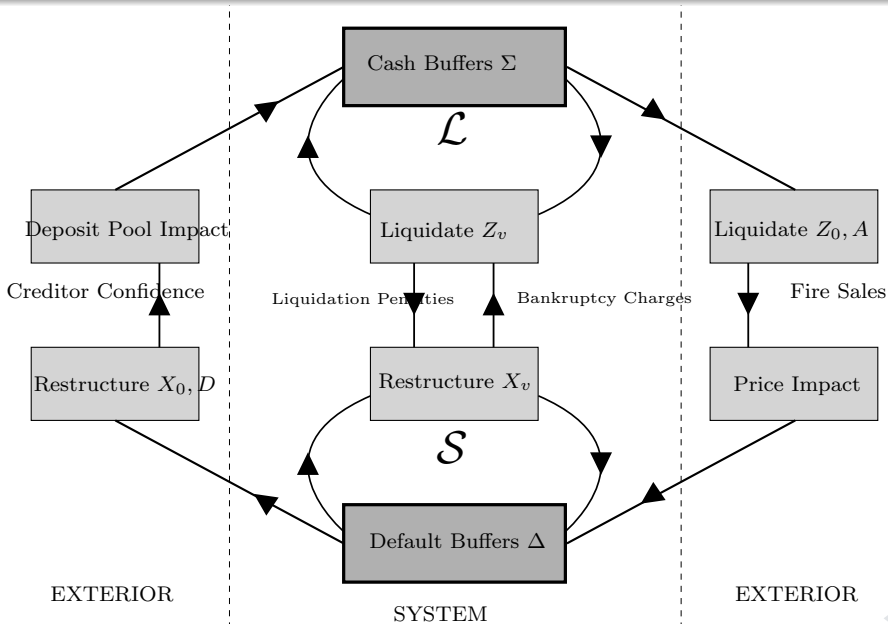 Cash Buffers Σ
ℒ
Deposit Pool Impact
Liquidate Z_v
Liquidate Z_0, A
Creditor Confidence
Liquidation Penalties
Bankruptcy Charges
Fire Sales
Restructure X_0, D
Restructure X_v
Price Impact
𝒮
Default Buffers Δ
EXTERIOR
SYSTEM
EXTERIOR